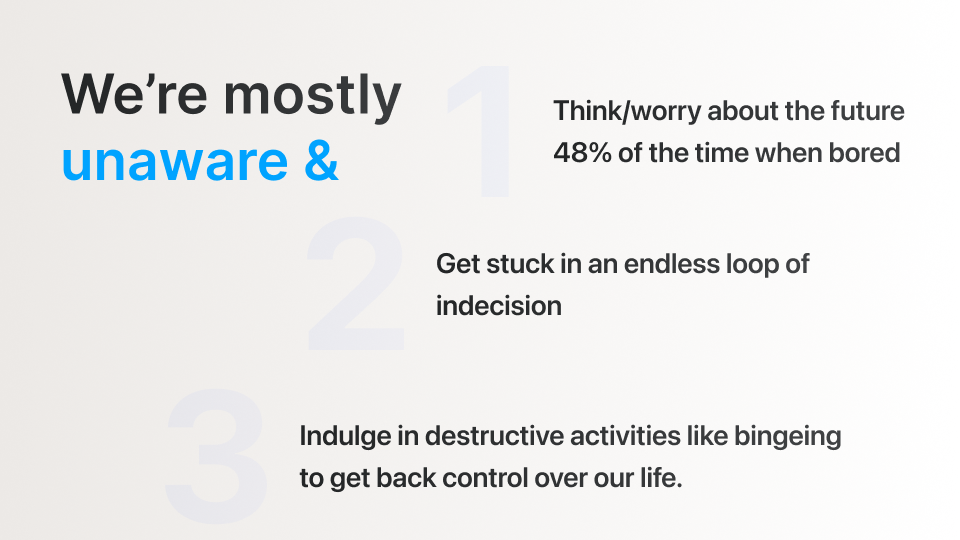 We’re mostly
unaware &
1
Think/worry about the future
48% of the time when bored
2
Get stuck in an endless loop of
indecision
3
Indulge in destructive activities like bingeing
to get back control over our life.